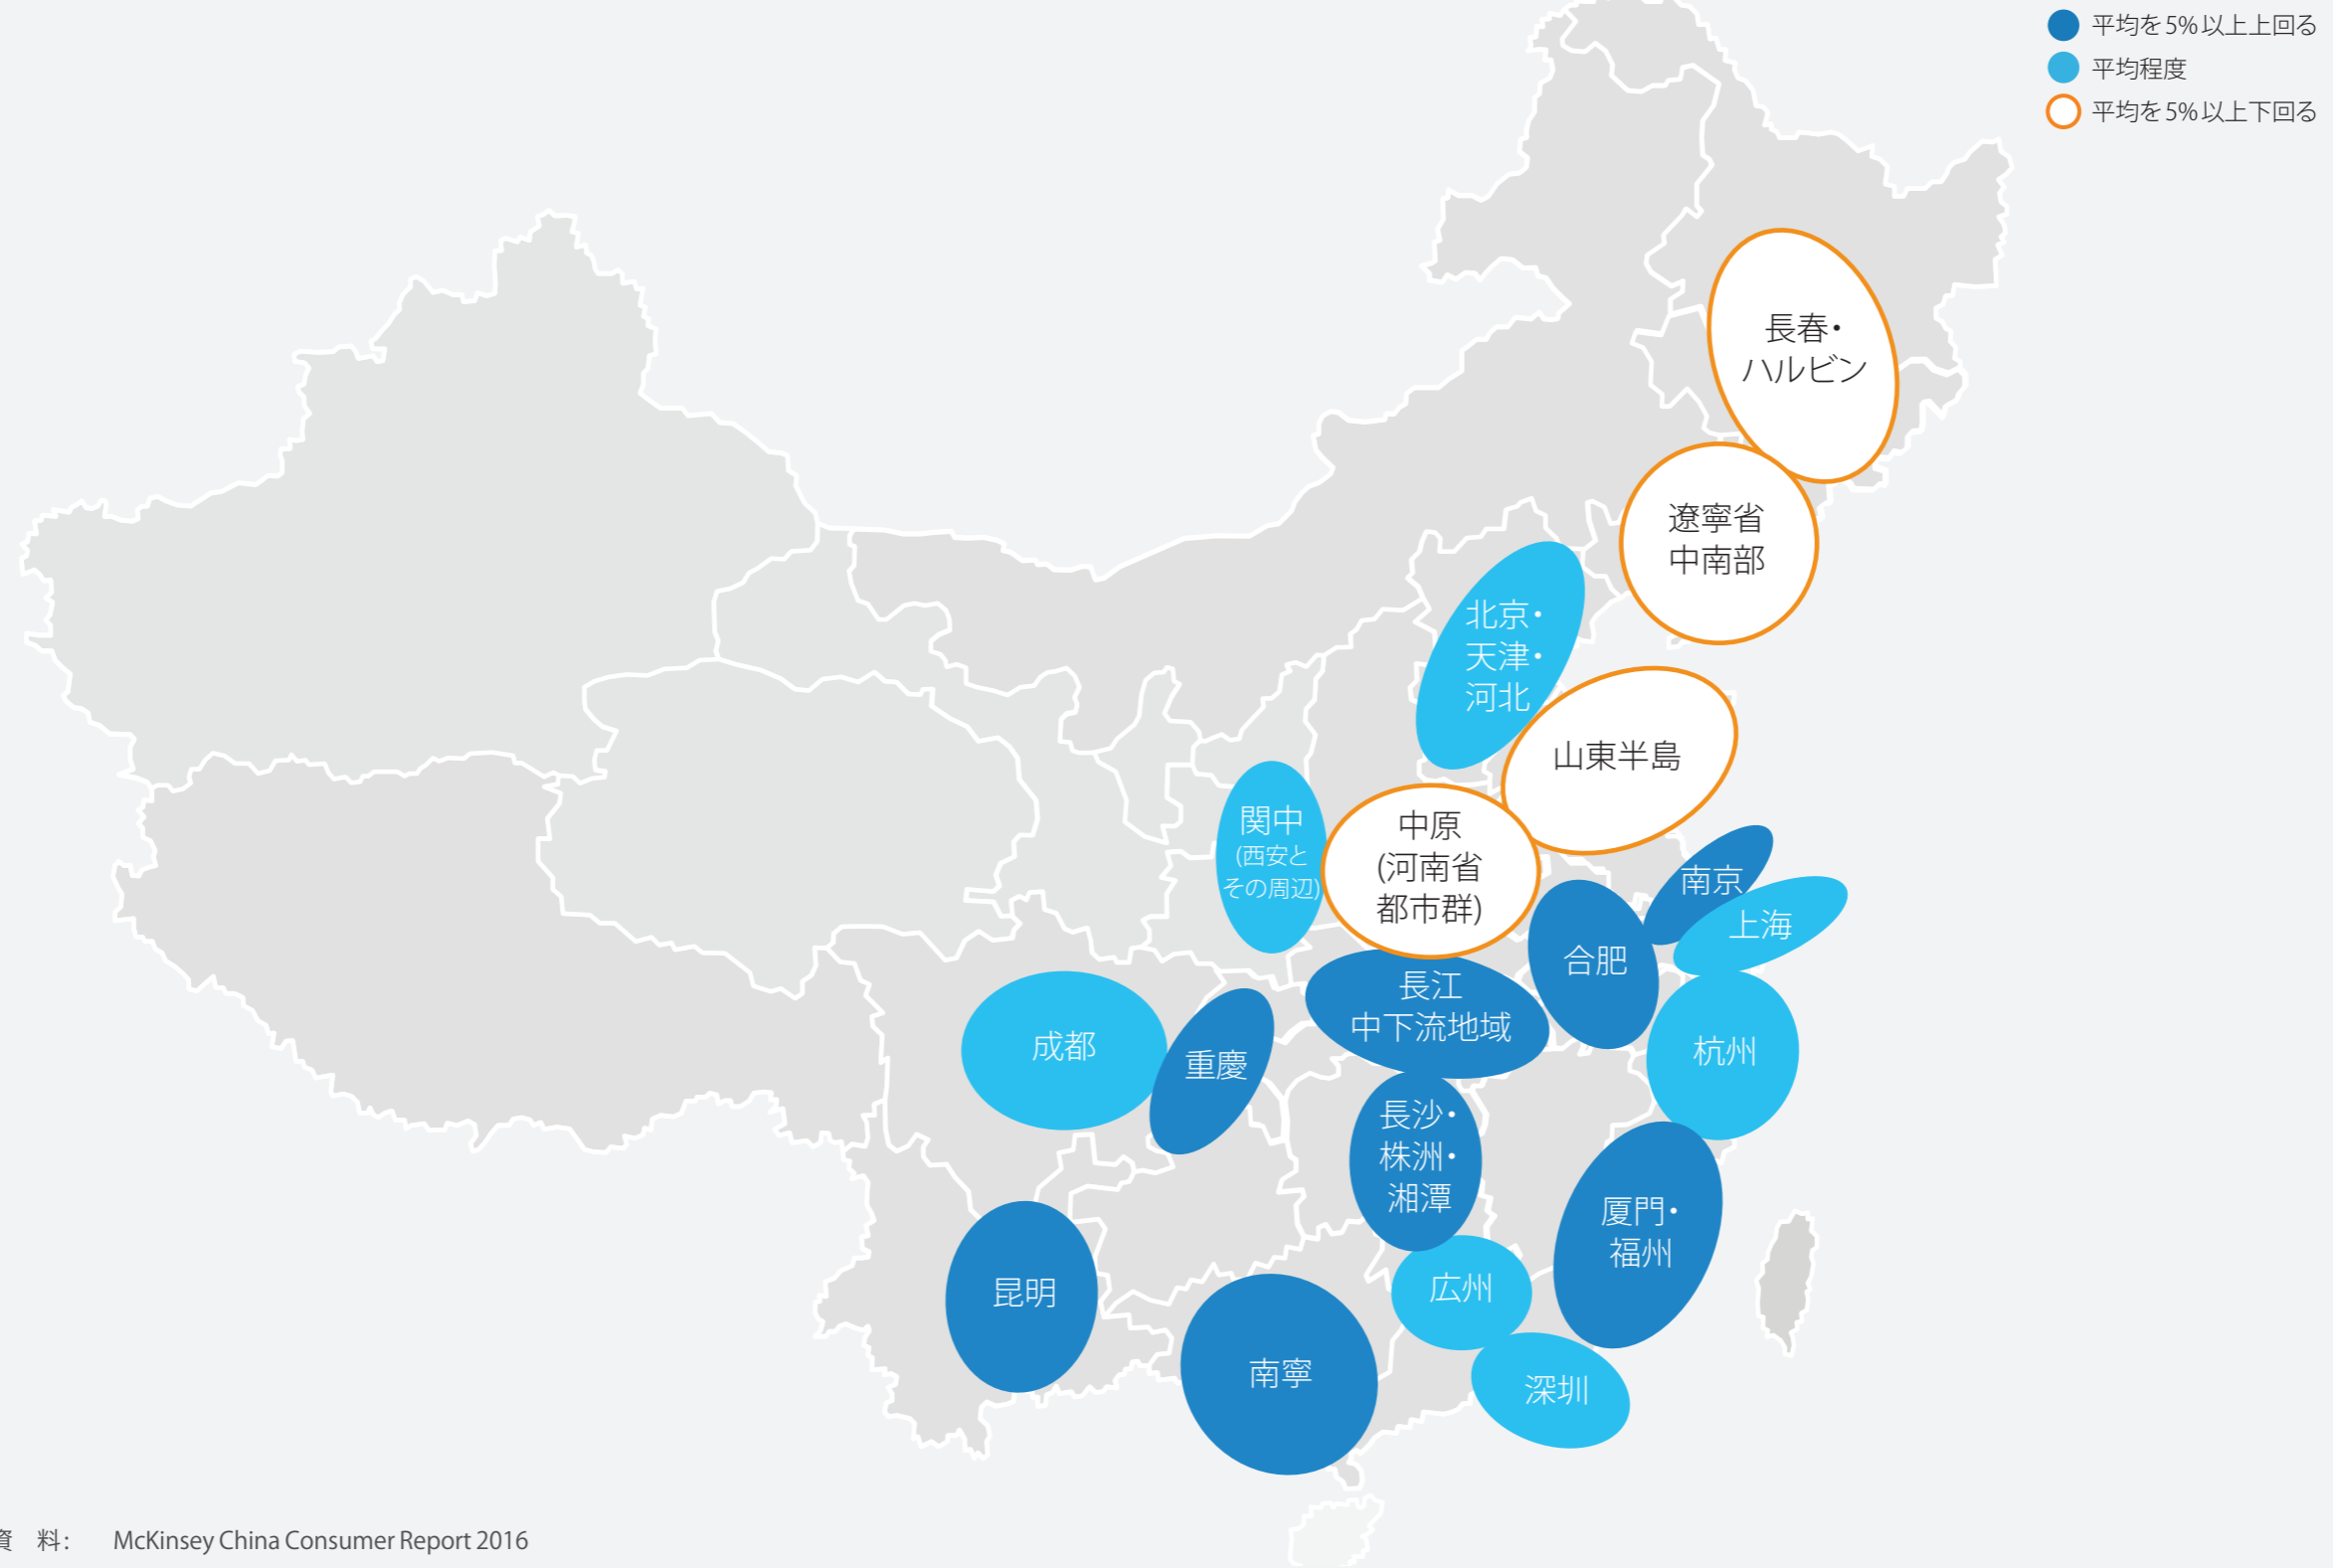 平均を5%以上上回る
平均程度
平均を5%以上下回る
長春・
ハルビン
遼寧省
中南部
北京・
天津・
河北
山東半島
関中
(西安と
その周辺)
中原
(河南省
都市群)
南京
上海
合肥
長江
中下流地域
成都
重慶
杭州
長沙・
株洲・
湘潭
厦門・
福州
昆明
広州
南寧
深圳
資 料: McKinsey China Consumer Report 2016